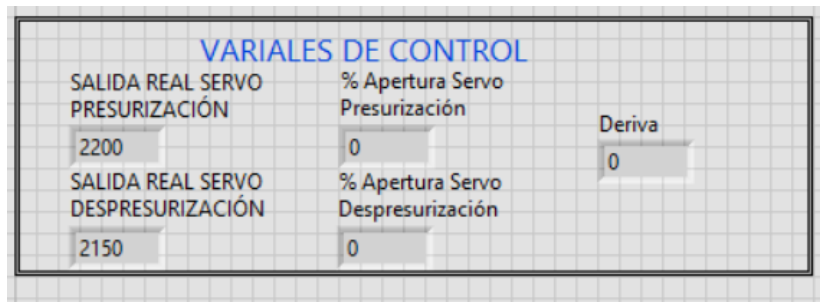 VARIALES DE CONTROL
SALIDA REAL SERVO
PRESURIZACIÓN
2200
% Apertura Servo
Presurización
0
Deriva
0
SALIDA REAL SERVO
DESPRESURIZACIÓN
2150
% Apertura Servo
Despresurización
0